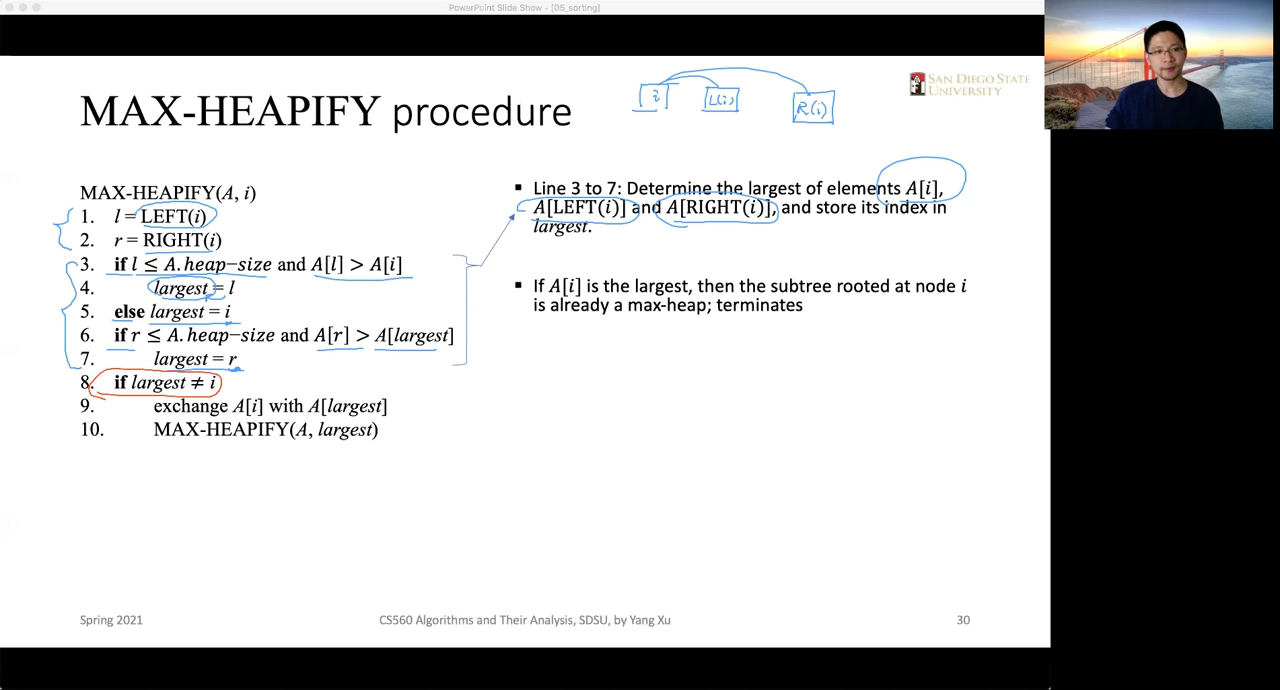 PowerPoint Slide Show - [05_sorting]
SAN DIEGO STATE
UNIVERSITY
i L(i) R(i)
MAX-HEAPIFY procedure
MAX-HEAPIFY(A, i)
1. l = LEFT(i)
2. r = RIGHT(i)
3. if l ≤ A.heap−size and A[l] > A[i]
4. largest = l
5. else largest = i
6. if r ≤ A.heap−size and A[r] > A[largest]
7. largest = r
8. if largest ≠ i
9. exchange A[i] with A[largest]
10. MAX-HEAPIFY(A, largest)
▪ Line 3 to 7: Determine the largest of elements A[i],
A[LEFT(i)] and A[RIGHT(i)], and store its index in
largest.
▪ If A[i] is the largest, then the subtree rooted at node i
is already a max-heap; terminates
Spring 2021
CS560 Algorithms and Their Analysis, SDSU, by Yang Xu
30